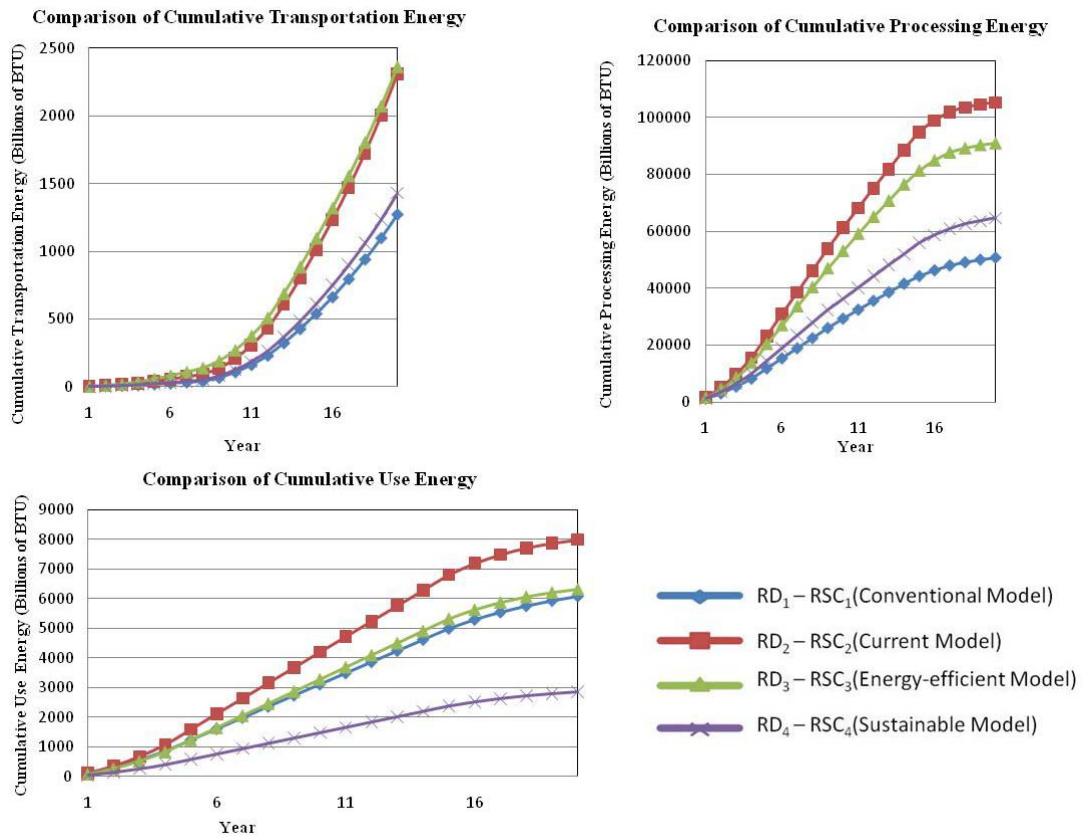 Comparison of Cumulative Transportation Energy
Cumulative Transportation Energy (Billions of BTU)
2500
2000
1500
1000
500
0
1 6 11 16
Year
Comparison of Cumulative Processing Energy
Cumulative Processing Energy (Billions of BTU)
120000
100000
80000
60000
40000
20000
0
1 6 11 16
Year
Comparison of Cumulative Use Energy
Cumulative Use Energy (Billions of BTU)
9000
8000
7000
6000
5000
4000
3000
2000
1000
0
1 6 11 16
Year
RD₁ – RSC₁(Conventional Model)
RD₂ – RSC₂(Current Model)
RD₃ – RSC₃(Energy-efficient Model)
RD₄ – RSC₄(Sustainable Model)